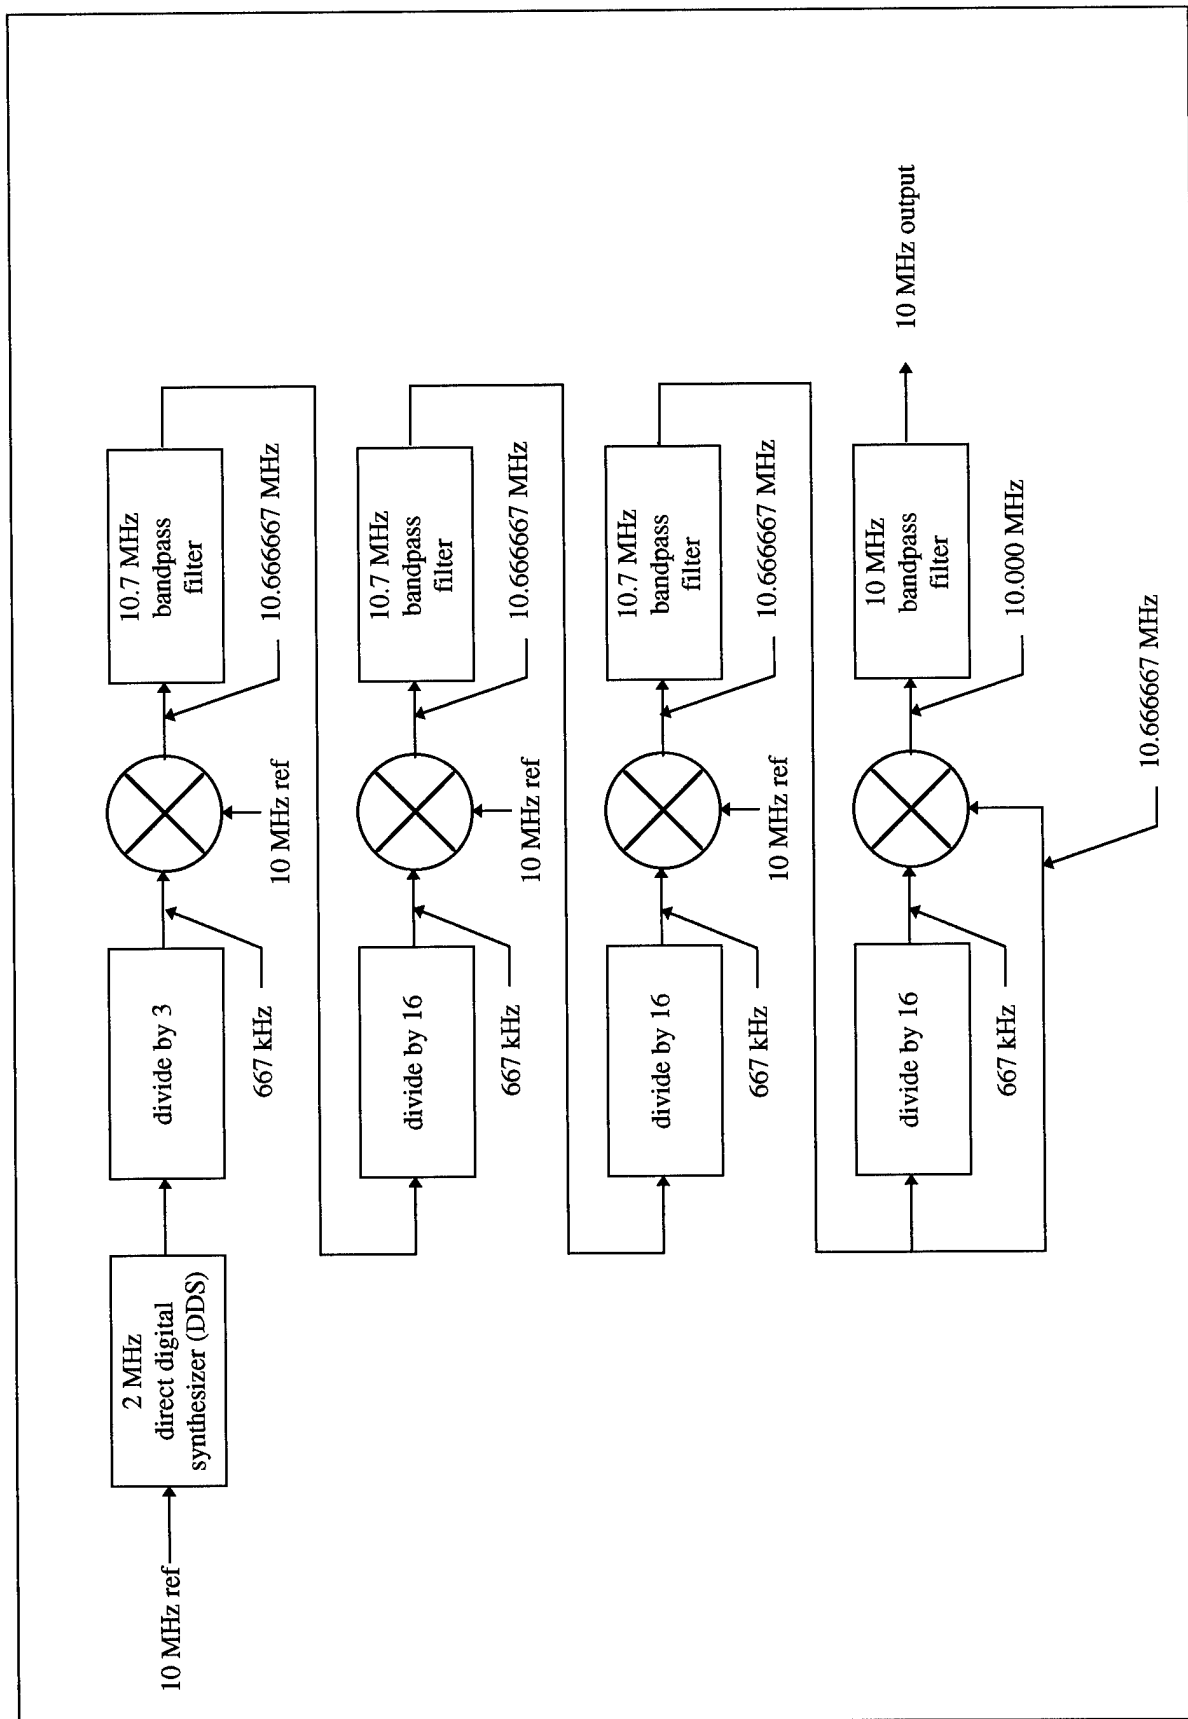 10 MHz ref
2 MHz
direct digital
synthesizer (DDS)
divide by 3
667 kHz
10 MHz ref
10.7 MHz
bandpass
filter
10.666667 MHz
divide by 16
667 kHz
10 MHz ref
10.7 MHz
bandpass
filter
10.666667 MHz
divide by 16
667 kHz
10 MHz ref
10.7 MHz
bandpass
filter
10.666667 MHz
divide by 16
667 kHz
10 MHz
bandpass
filter
10.000 MHz
10 MHz output
10.666667 MHz